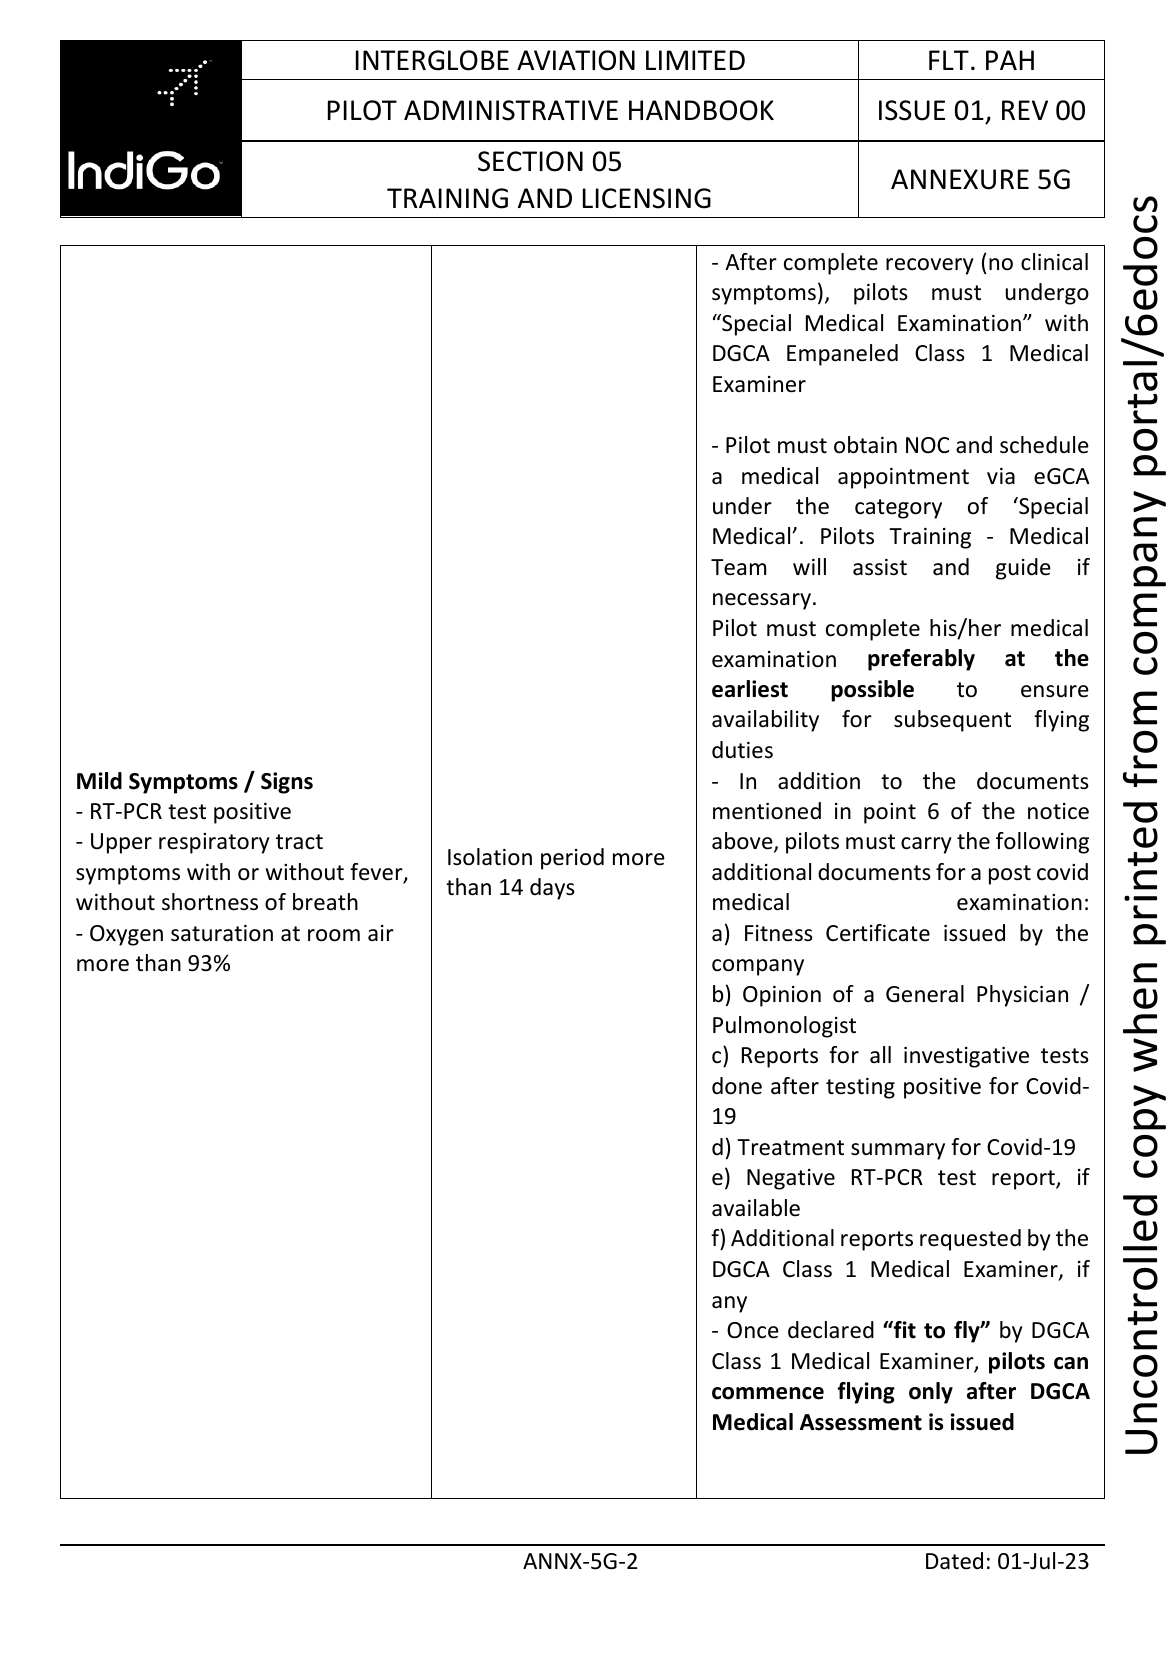 IndiGo
INTERGLOBE AVIATION LIMITED
FLT. PAH
PILOT ADMINISTRATIVE HANDBOOK
ISSUE 01, REV 00
SECTION 05
TRAINING AND LICENSING
ANNEXURE 5G
Mild Symptoms / Signs
- RT-PCR test positive
- Upper respiratory tract
symptoms with or without fever,
without shortness of breath
- Oxygen saturation at room air
more than 93%
Isolation period more
than 14 days
- After complete recovery (no clinical
symptoms), pilots must undergo
“Special Medical Examination” with
DGCA Empaneled Class 1 Medical
Examiner
- Pilot must obtain NOC and schedule
a medical appointment via eGCA
under the category of ‘Special
Medical’. Pilots Training - Medical
Team will assist and guide if
necessary.
Pilot must complete his/her medical
examination preferably at the
earliest possible to ensure
availability for subsequent flying
duties
- In addition to the documents
mentioned in point 6 of the notice
above, pilots must carry the following
additional documents for a post covid
medical examination:
a) Fitness Certificate issued by the
company
b) Opinion of a General Physician /
Pulmonologist
c) Reports for all investigative tests
done after testing positive for Covid-
19
d) Treatment summary for Covid-19
e) Negative RT-PCR test report, if
available
f) Additional reports requested by the
DGCA Class 1 Medical Examiner, if
any
- Once declared “fit to fly” by DGCA
Class 1 Medical Examiner, pilots can
commence flying only after DGCA
Medical Assessment is issued
ANNX-5G-2
Dated: 01-Jul-23
Uncontrolled copy when printed from company portal/6edocs